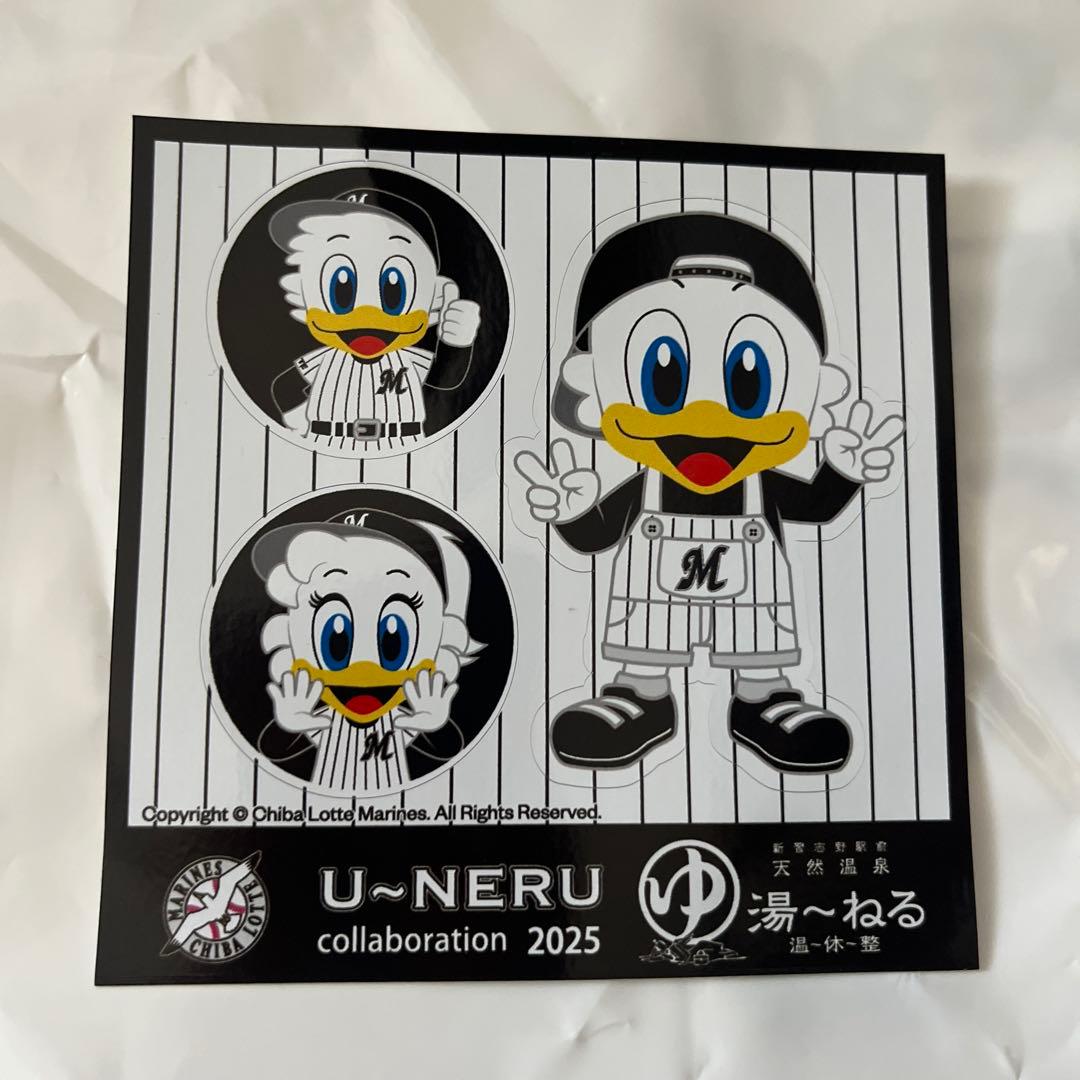 M
M
M
M
M
Copyright © Chiba Lotte Marines. All Rights Reserved.
MARINES
CHIBA LOTTE
U~NERU
collaboration 2025
ゆ
新習志野駅前
天然温泉
湯~ねる
温~休~整